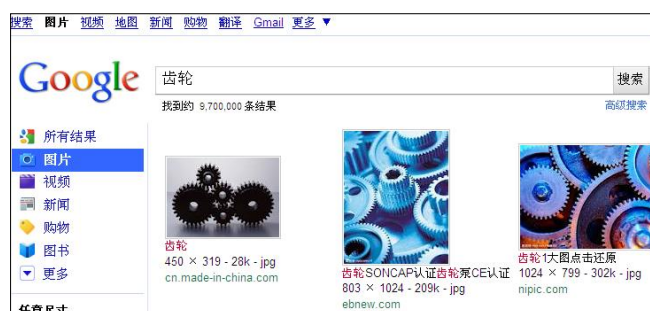 搜索 图片 视频 地图 新闻 购物 翻译 Gmail 更多 ▼
Google
齿轮
搜索
找到约 9,700,000 条结果
高级搜索
所有结果
图片
视频
新闻
购物
图书
更多
任意尺寸
齿轮
450 × 319 - 28k - jpg
cn.made-in-china.com
齿轮SONCAP认证齿轮泵CE认证
803 × 1024 - 209k - jpg
ebnew.com
齿轮1大图点击还原
1024 × 799 - 302k - jpg
nipic.com